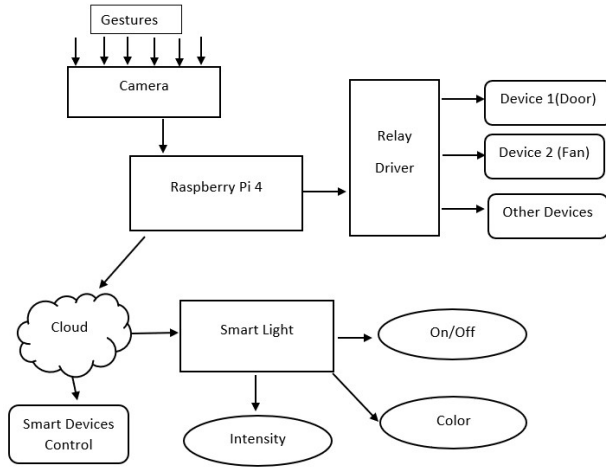 Gestures
Camera
Raspberry Pi 4
Relay
Driver
Device 1(Door)
Device 2 (Fan)
Other Devices
Cloud
Smart Light
On/Off
Color
Intensity
Smart Devices
Control